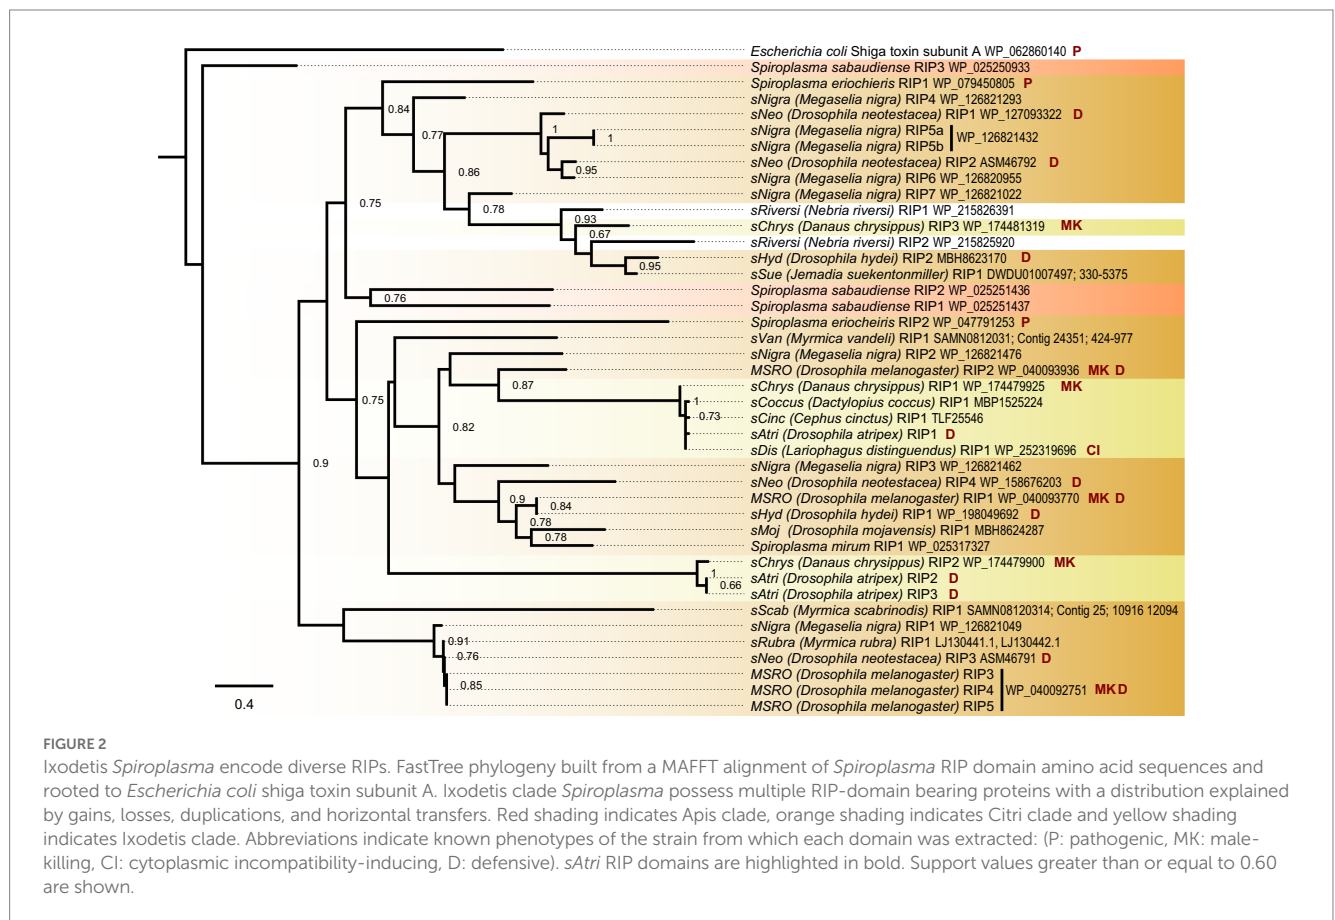 Escherichia coli Shiga toxin subunit A WP_062860140 P
Spiroplasma sabaudiense RIP3 WP_025250933
Spiroplasma eriochieris RIP1 WP_079450805 P
0.84
sNigra (Megaselia nigra) RIP4 WP_126821293
sNeo (Drosophila neotestacea) RIP1 WP_127093322 D
0.77
1
sNigra (Megaselia nigra) RIP5a
1
WP_126821432
sNigra (Megaselia nigra) RIP5b
sNeo (Drosophila neotestacea) RIP2 ASM46792 D
0.86
0.95
sNigra (Megaselia nigra) RIP6 WP_126820955
sNigra (Megaselia nigra) RIP7 WP_126821022
0.75
0.78
sRiversi (Nebria riversi) RIP1 WP_215826391
0.93
sChrys (Danaus chrysippus) RIP3 WP_174481319 MK
0.67
sRiversi (Nebria riversi) RIP2 WP_215825920
sHyd (Drosophila hydei) RIP2 MBH8623170 D
0.95
sSue (Jemadia suekentonmiller) RIP1 DWDU01007497; 330-5375
Spiroplasma sabaudiense RIP2 WP_025251436
0.76
Spiroplasma sabaudiense RIP1 WP_025251437
Spiroplasma eriocheiris RIP2 WP_047791253 P
sVan (Myrmica vandeli) RIP1 SAMN0812031; Contig 24351; 424-977
sNigra (Megaselia nigra) RIP2 WP_126821476
MSRO (Drosophila melanogaster) RIP2 WP_040093936 MK D
0.87
sChrys (Danaus chrysippus) RIP1 WP_174479925 MK
0.75
1
sCoccus (Dactylopius coccus) RIP1 MBP1525224
0.73
sCinc (Cephus cinctus) RIP1 TLF25546
0.82
sAtri (Drosophila atripex) RIP1 D
sDis (Lariophagus distinguendus) RIP1 WP_252319696 CI
0.9
sNigra (Megaselia nigra) RIP3 WP_126821462
sNeo (Drosophila neotestacea) RIP4 WP_158676203 D
0.9
MSRO (Drosophila melanogaster) RIP1 WP_040093770 MK D
0.84
sHyd (Drosophila hydei) RIP1 WP_198049692 D
0.78
sMoj (Drosophila mojavensis) RIP1 MBH8624287
0.78
Spiroplasma mirum RIP1 WP_025317327
sChrys (Danaus chrysippus) RIP2 WP_174479900 MK
1
sAtri (Drosophila atripex) RIP2 D
0.66
sAtri (Drosophila atripex) RIP3 D
sScab (Myrmica scabrinodis) RIP1 SAMN08120314; Contig 25; 10916 12094
sNigra (Megaselia nigra) RIP1 WP_126821049
0.91
sRubra (Myrmica rubra) RIP1 LJ130441.1, LJ130442.1
0.76
sNeo (Drosophila neotestacea) RIP3 ASM46791 D
MSRO (Drosophila melanogaster) RIP3
0.85
MSRO (Drosophila melanogaster) RIP4
WP_040092751 MK D
MSRO (Drosophila melanogaster) RIP5
0.4
FIGURE 2
Ixodetis Spiroplasma encode diverse RIPs. FastTree phylogeny built from a MAFFT alignment of Spiroplasma RIP domain amino acid sequences and
rooted to Escherichia coli shiga toxin subunit A. Ixodetis clade Spiroplasma possess multiple RIP-domain bearing proteins with a distribution explained
by gains, losses, duplications, and horizontal transfers. Red shading indicates Apis clade, orange shading indicates Citri clade and yellow shading
indicates Ixodetis clade. Abbreviations indicate known phenotypes of the strain from which each domain was extracted: (P: pathogenic, MK: male-
killing, CI: cytoplasmic incompatibility-inducing, D: defensive). sAtri RIP domains are highlighted in bold. Support values greater than or equal to 0.60
are shown.